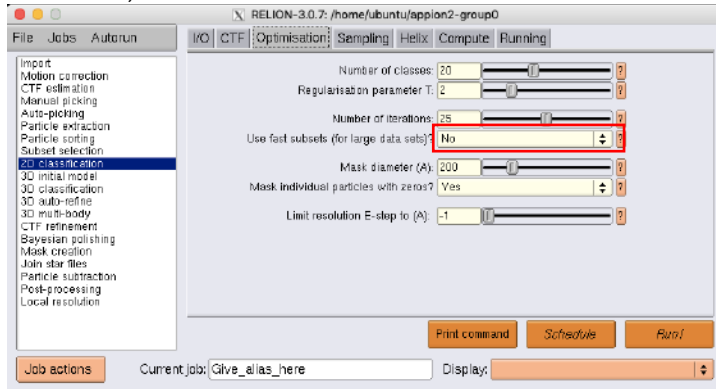 RELION-3.0.7: /home/ubuntu/appion2-group0
File Jobs Autorun
I/O CTF Optimisation Sampling Helix Compute Running
Import
Motion correction
CTF estimation
Manual picking
Auto-picking
Particle extraction
Particle sorting
Subset selection
2D classification
3D initial model
3D classification
3D auto-refine
3D multi-body
CTF refinement
Bayesian polishing
Mask creation
Join star files
Particle subtraction
Post-processing
Local resolution
Number of classes: 20 ?
Regularisation parameter T: 2 ?
Number of iterations: 25 ?
Use fast subsets (for large data sets)? No ?
Mask diameter (A): 200 ?
Mask individual particles with zeros? Yes ?
Limit resolution E-step to (A): -1 ?
Print command Schedule Run!
Job actions Current job: Give_alias_here Display: